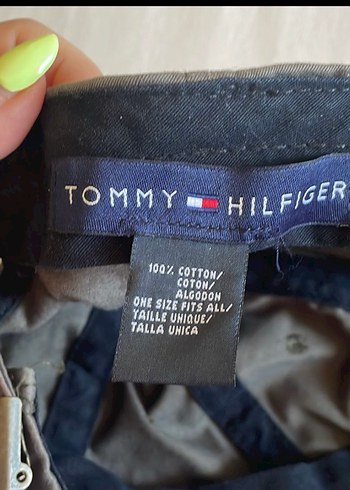 TOMMY HILFIGER
100% COTTON/
COTON/
ALGODON
ONE SIZE FITS ALL/
TAILLE UNIQUE/
TALLA UNICA